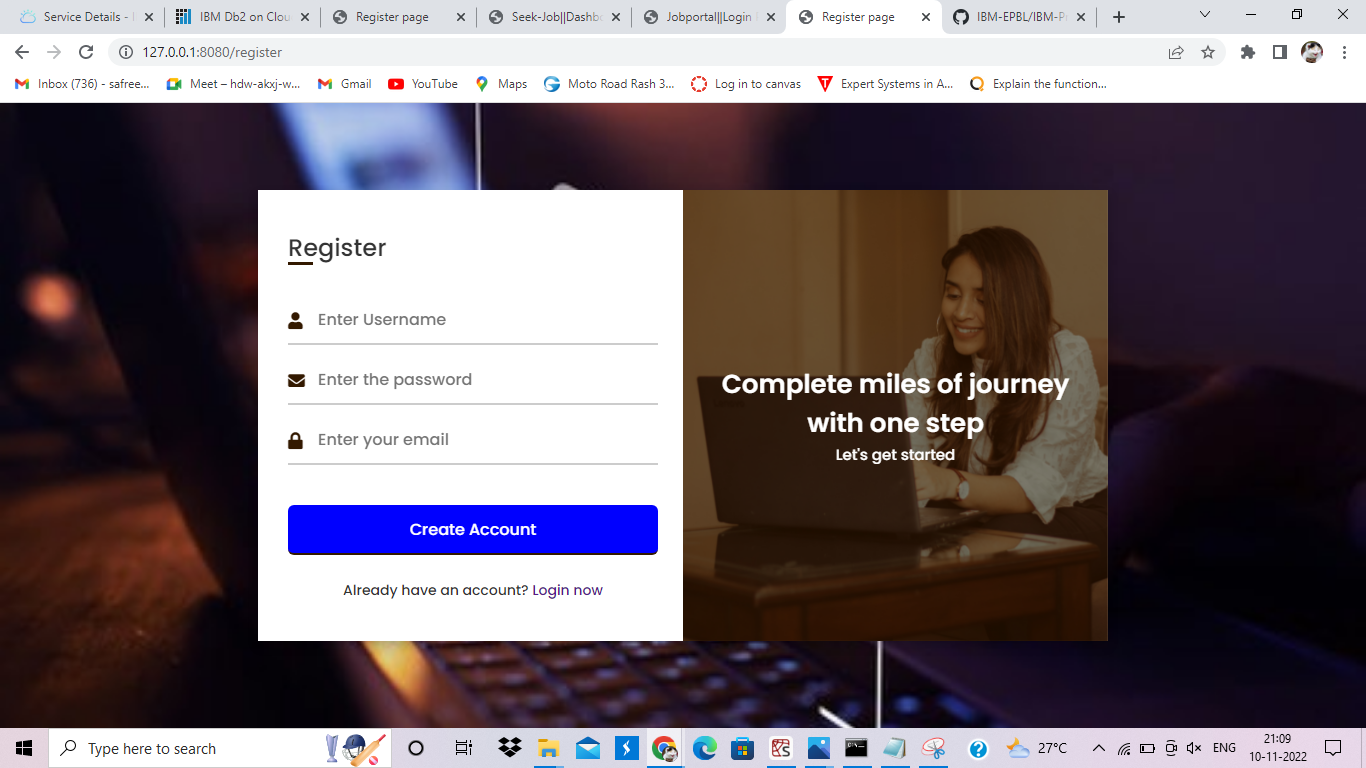 Service Details - I
IBM Db2 on Clou
Register page
Seek-Job||Dashbo
Jobportal||Login
Register page
IBM-EPBL/IBM-Pr
127.0.0.1:8080/register
Inbox (736) - safree...
Meet – hdw-akxj-w...
Gmail
YouTube
Maps
Moto Road Rash 3...
Log in to canvas
Expert Systems in A...
Explain the function...
Register
Enter Username
Enter the password
Enter your email
Create Account
Already have an account? Login now
Complete miles of journey
with one step
Let's get started
Type here to search
27°C
ENG
21:09
10-11-2022